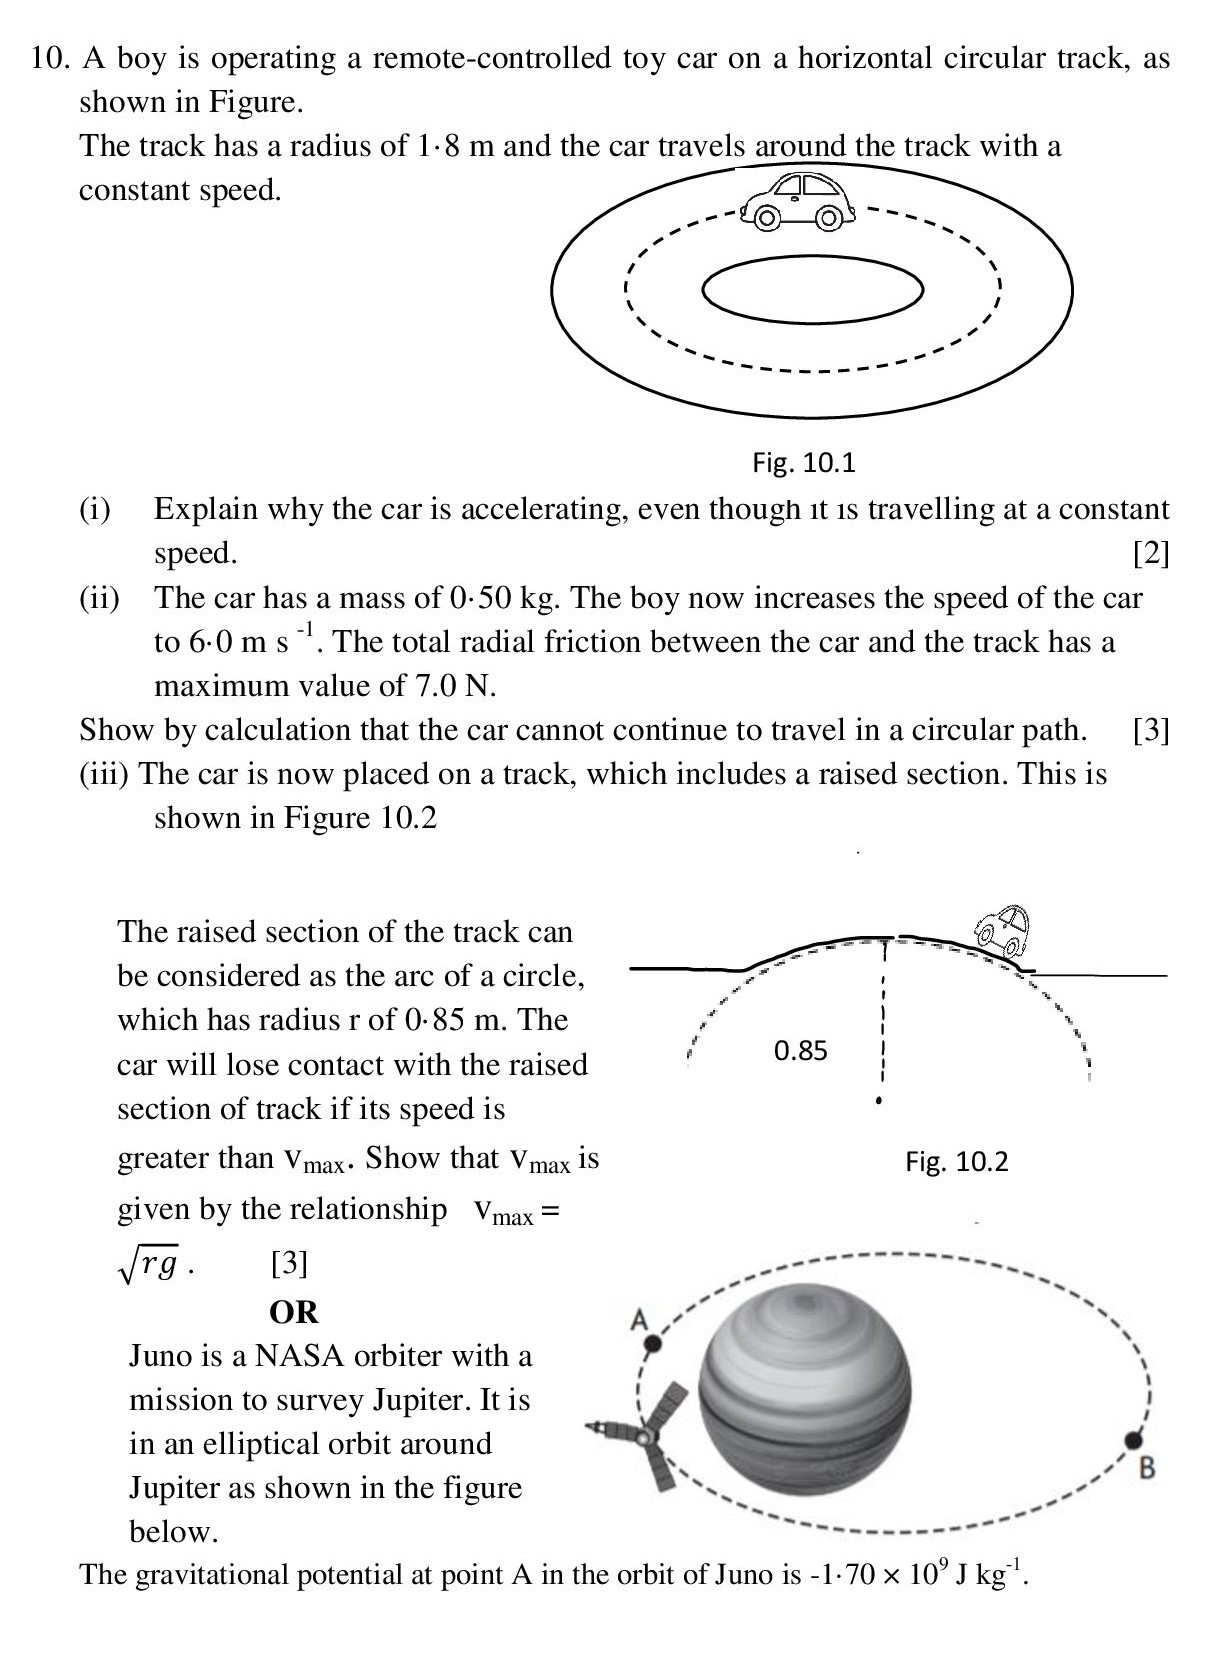 10. A boy is operating a remote-controlled toy car on a horizontal circular track, as
shown in Figure.
The track has a radius of 1·8 m and the car travels around the track with a
constant speed.
Fig. 10.1
(i) Explain why the car is accelerating, even though it is travelling at a constant
speed. [2]
(ii) The car has a mass of 0·50 kg. The boy now increases the speed of the car
to 6·0 m s⁻¹. The total radial friction between the car and the track has a
maximum value of 7.0 N.
Show by calculation that the car cannot continue to travel in a circular path. [3]
(iii) The car is now placed on a track, which includes a raised section. This is
shown in Figure 10.2
The raised section of the track can
be considered as the arc of a circle,
which has radius r of 0·85 m. The
car will lose contact with the raised
section of track if its speed is
greater than v_max. Show that v_max is
given by the relationship v_max =
√rg . [3]
0.85
Fig. 10.2
OR
Juno is a NASA orbiter with a
mission to survey Jupiter. It is
in an elliptical orbit around
Jupiter as shown in the figure
below.
A
B
The gravitational potential at point A in the orbit of Juno is -1·70 × 10⁹ J kg⁻¹.